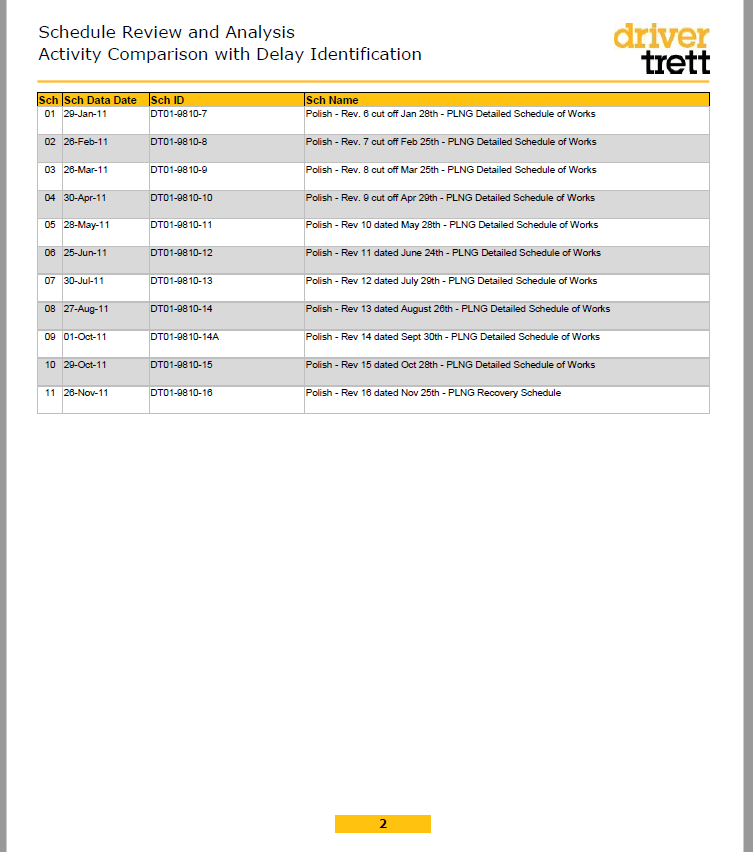 Schedule Review and Analysis
Activity Comparison with Delay Identification
driver
trett
Sch Sch Data Date Sch ID Sch Name
01 29-Jan-11 DT01-9810-7 Polish - Rev. 6 cut off Jan 28th - PLNG Detailed Schedule of Works
02 26-Feb-11 DT01-9810-8 Polish - Rev. 7 cut off Feb 25th - PLNG Detailed Schedule of Works
03 26-Mar-11 DT01-9810-9 Polish - Rev. 8 cut off Mar 25th - PLNG Detailed Schedule of Works
04 30-Apr-11 DT01-9810-10 Polish - Rev. 9 cut off Apr 29th - PLNG Detailed Schedule of Works
05 28-May-11 DT01-9810-11 Polish - Rev 10 dated May 28th - PLNG Detailed Schedule of Works
06 25-Jun-11 DT01-9810-12 Polish - Rev 11 dated June 24th - PLNG Detailed Schedule of Works
07 30-Jul-11 DT01-9810-13 Polish - Rev 12 dated July 29th - PLNG Detailed Schedule of Works
08 27-Aug-11 DT01-9810-14 Polish - Rev 13 dated August 26th - PLNG Detailed Schedule of Works
09 01-Oct-11 DT01-9810-14A Polish - Rev 14 dated Sept 30th - PLNG Detailed Schedule of Works
10 29-Oct-11 DT01-9810-15 Polish - Rev 15 dated Oct 28th - PLNG Detailed Schedule of Works
11 26-Nov-11 DT01-9810-16 Polish - Rev 16 dated Nov 25th - PLNG Recovery Schedule
2